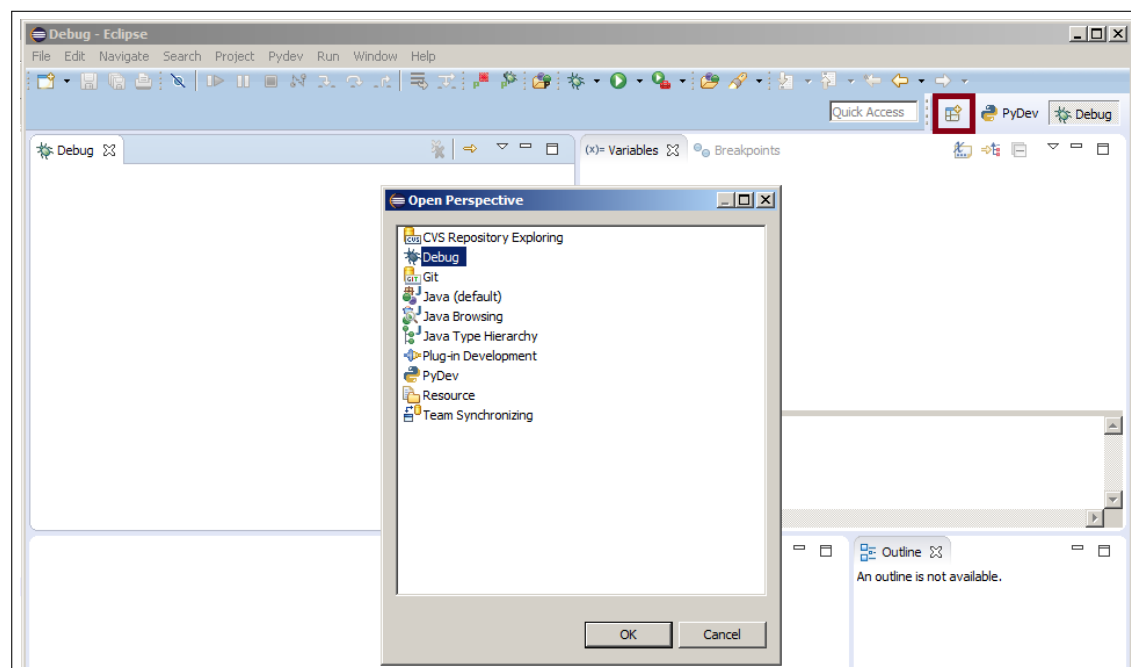 Debug - Eclipse
File Edit Navigate Search Project Pydev Run Window Help
Quick Access PyDev Debug
Debug
(x)= Variables Breakpoints
Open Perspective
CVS CVS Repository Exploring
Debug
GIT Git
Java (default)
Java Browsing
Java Type Hierarchy
Plug-in Development
PyDev
Resource
Team Synchronizing
Outline
An outline is not available.
OK Cancel